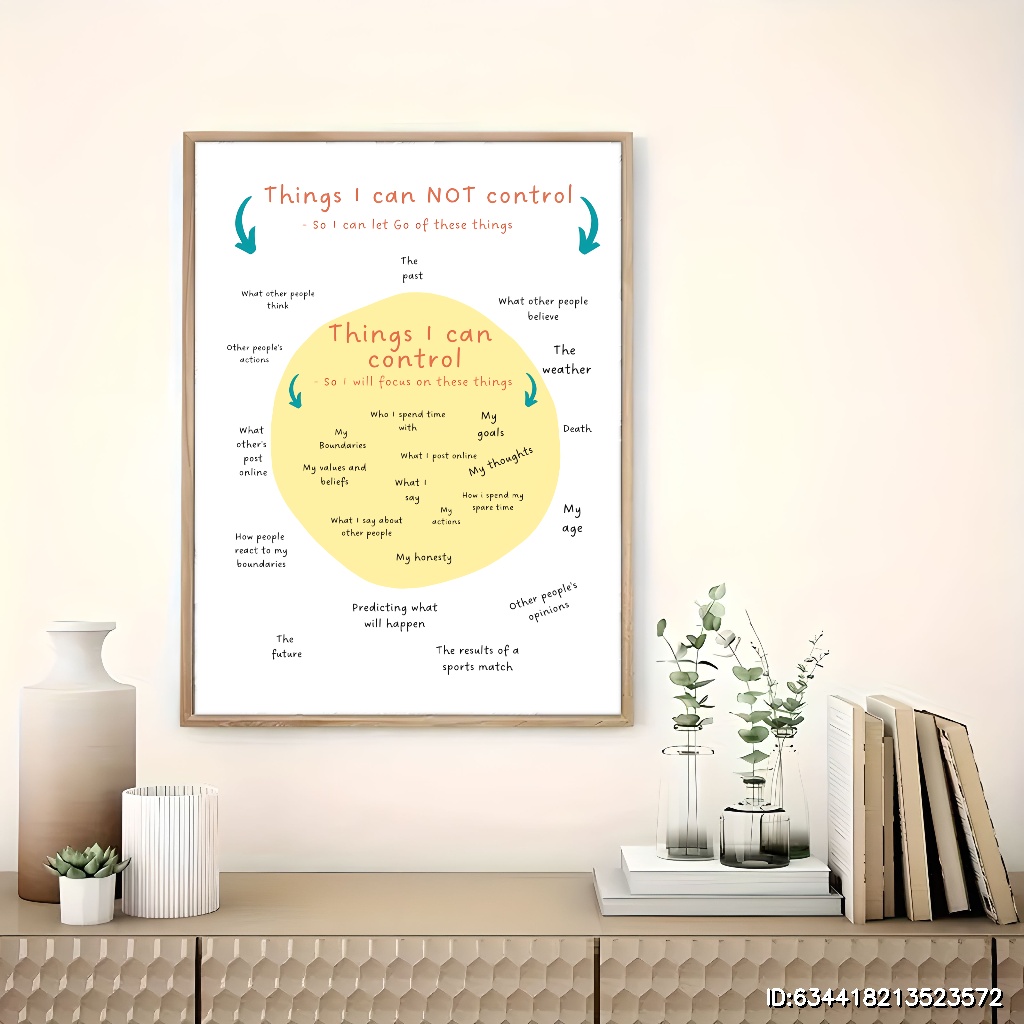 Things I can NOT control
- So I can let Go of these things
The
past
What other people
think
What other people
believe
Other people's
actions
The
weather
What
other's
post
online
Death
How people
react to my
boundaries
My
age
Other people's
opinions
Predicting what
will happen
The
future
The results of a
sports match
Things I can
control
- So i will focus on these things
Who I spend time
with
My
goals
My
Boundaries
What I post online
My thoughts
My values and
beliefs
What I
say
How i spend my
spare time
My
actions
What I say about
other people
My honesty
ID:634418213523572